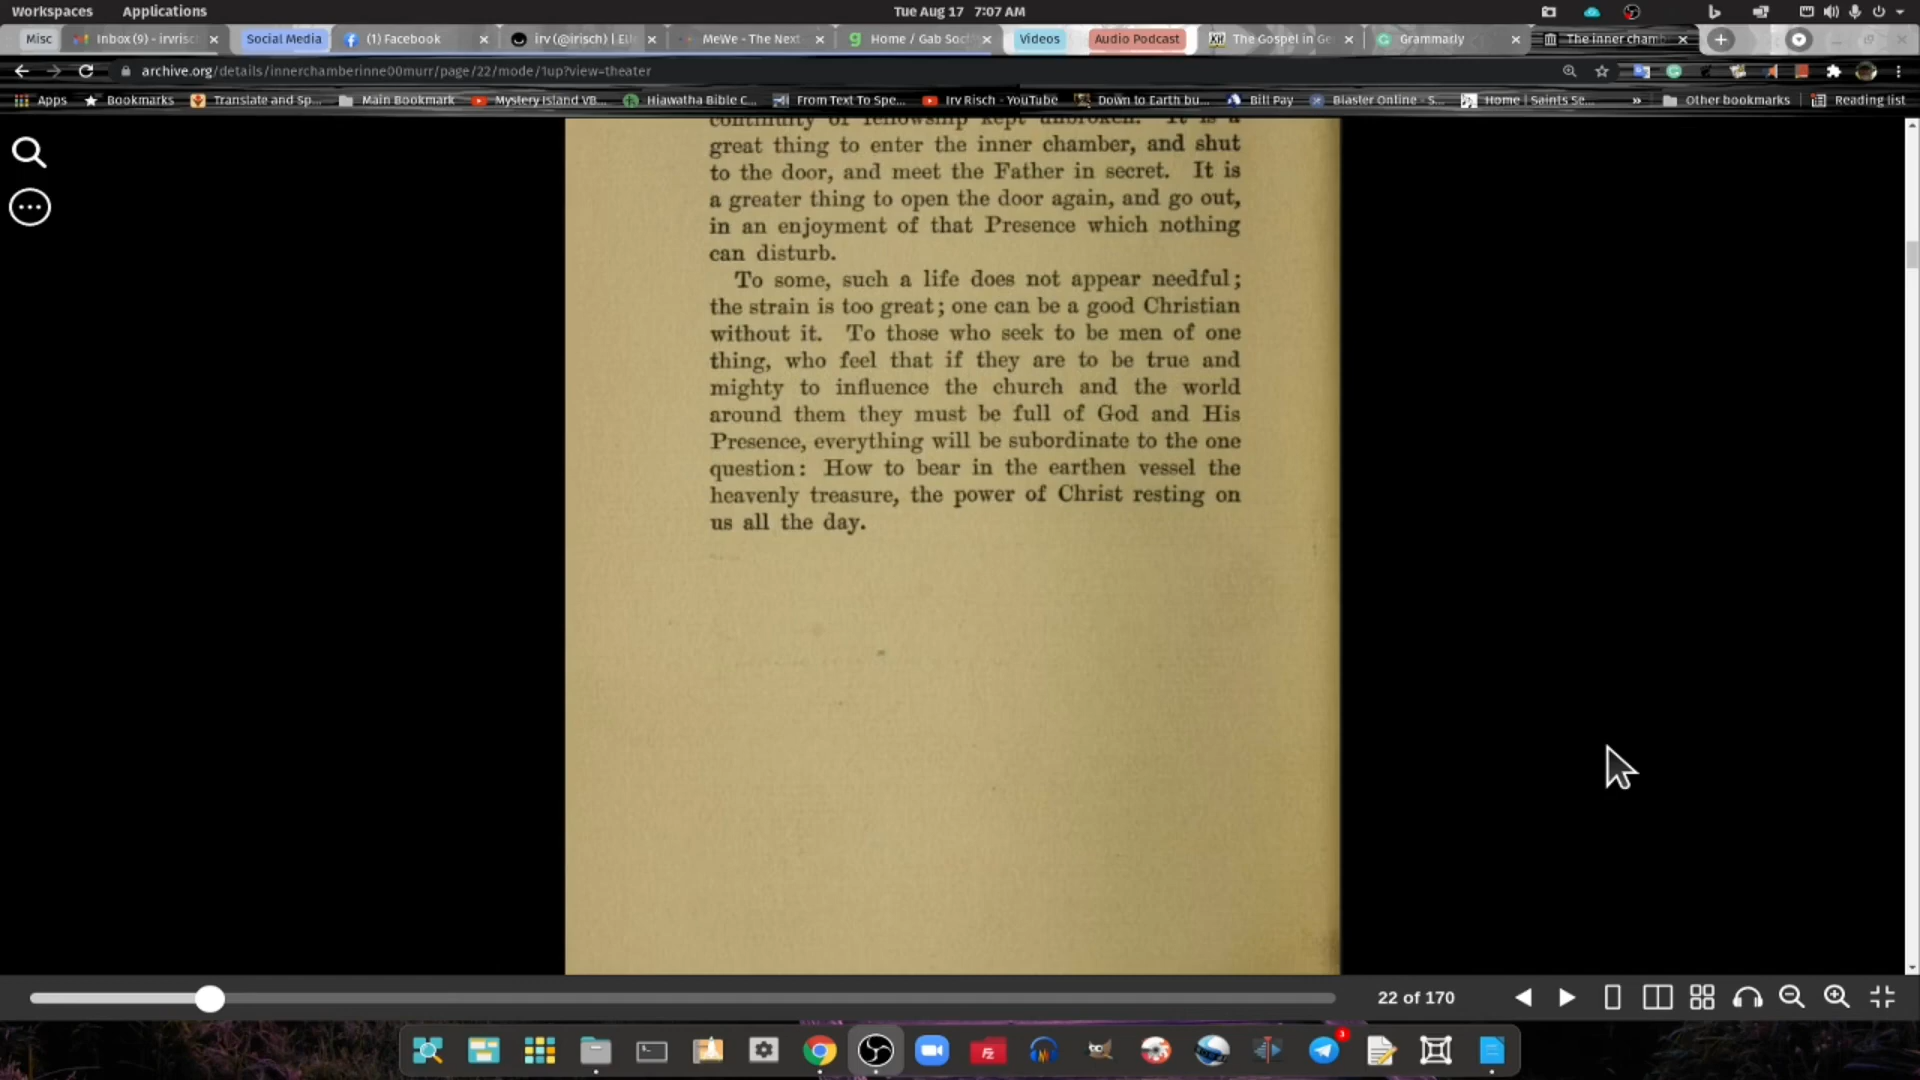 Workspaces Applications Tue Aug 17 7:07 AM
Misc Inbox (9) - irvrisc Social Media (1) Facebook irv (@irisch) | Ell MeWe - The Next Home / Gab Soc Videos Audio Podcast The Gospel in Ge Grammarly The inner cham
archive.org/details/innerchamberinne00murr/page/22/mode/1up?view=theater
Apps Bookmarks Translate and Sp... Main Bookmark Mystery Island VB... Hiawatha Bible C... From Text To Spe... Irv Risch - YouTube Down to Earth bu... Bill Pay Blaster Online - S... Home | Saints Se... » Other bookmarks Reading list
continuity of fellowship kept unbroken. It is a
great thing to enter the inner chamber, and shut
to the door, and meet the Father in secret. It is
a greater thing to open the door again, and go out,
in an enjoyment of that Presence which nothing
can disturb.
To some, such a life does not appear needful;
the strain is too great; one can be a good Christian
without it. To those who seek to be men of one
thing, who feel that if they are to be true and
mighty to influence the church and the world
around them they must be full of God and His
Presence, everything will be subordinate to the one
question: How to bear in the earthen vessel the
heavenly treasure, the power of Christ resting on
us all the day.
22 of 170